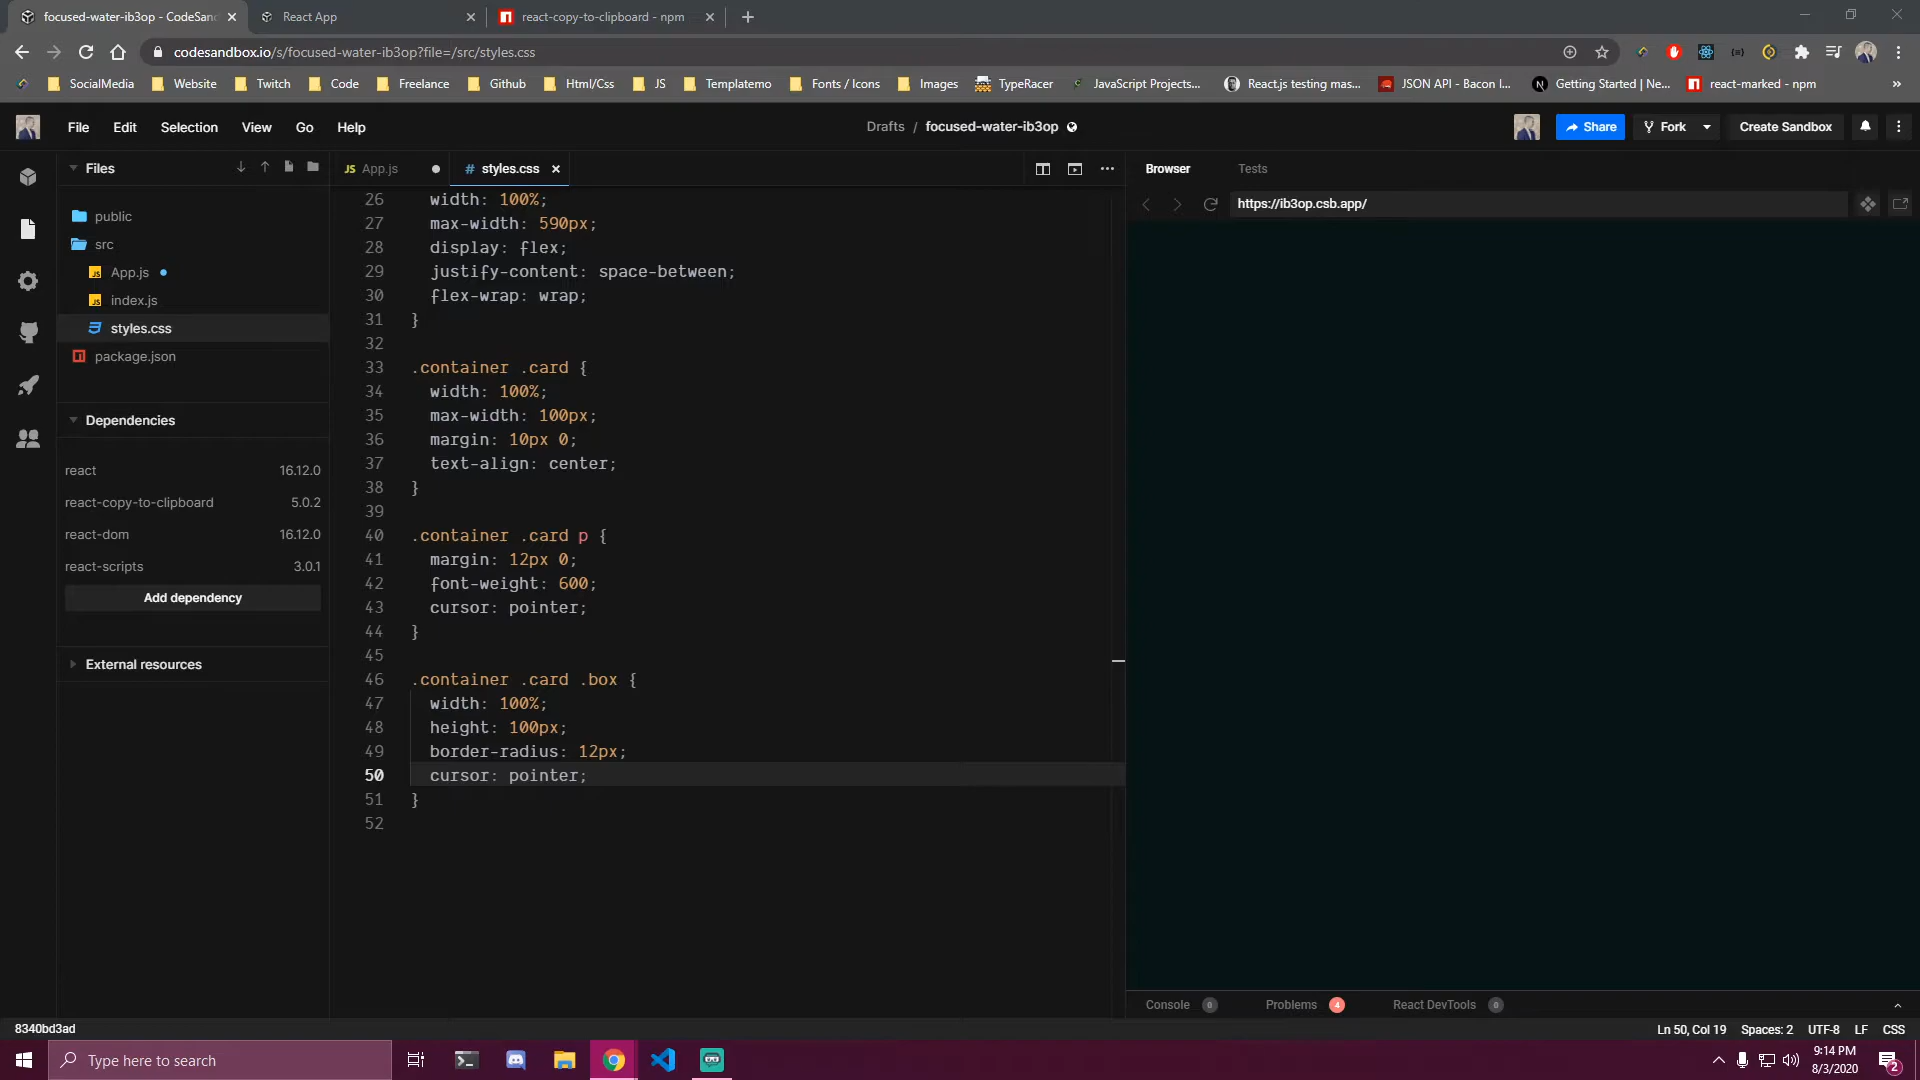 focused-water-ib3op - CodeSand
React App
react-copy-to-clipboard - npm
codesandbox.io/s/focused-water-ib3op?file=/src/styles.css
SocialMedia
Website
Twitch
Code
Freelance
Github
Html/Css
JS
Templatemo
Fonts / Icons
Images
TypeRacer
JavaScript Projects...
React.js testing mas...
JSON API - Bacon I...
Getting Started | Ne...
react-marked - npm
»
File
Edit
Selection
View
Go
Help
Drafts / focused-water-ib3op
Share
Fork
Create Sandbox
Files
JS App.js
# styles.css
Browser
Tests
https://ib3op.csb.app/
public
src
App.js
index.js
styles.css
package.json
Dependencies
react 16.12.0
react-copy-to-clipboard 5.0.2
react-dom 16.12.0
react-scripts 3.0.1
Add dependency
External resources
26 width: 100%;
27 max-width: 590px;
28 display: flex;
29 justify-content: space-between;
30 flex-wrap: wrap;
31 }
32
33 .container .card {
34 width: 100%;
35 max-width: 100px;
36 margin: 10px 0;
37 text-align: center;
38 }
39
40 .container .card p {
41 margin: 12px 0;
42 font-weight: 600;
43 cursor: pointer;
44 }
45
46 .container .card .box {
47 width: 100%;
48 height: 100px;
49 border-radius: 12px;
50 cursor: pointer;
51 }
52
Console 0
Problems 4
React DevTools 0
8340bd3ad
Ln 50, Col 19
Spaces: 2
UTF-8
LF
CSS
Type here to search
9:14 PM
8/3/2020
2